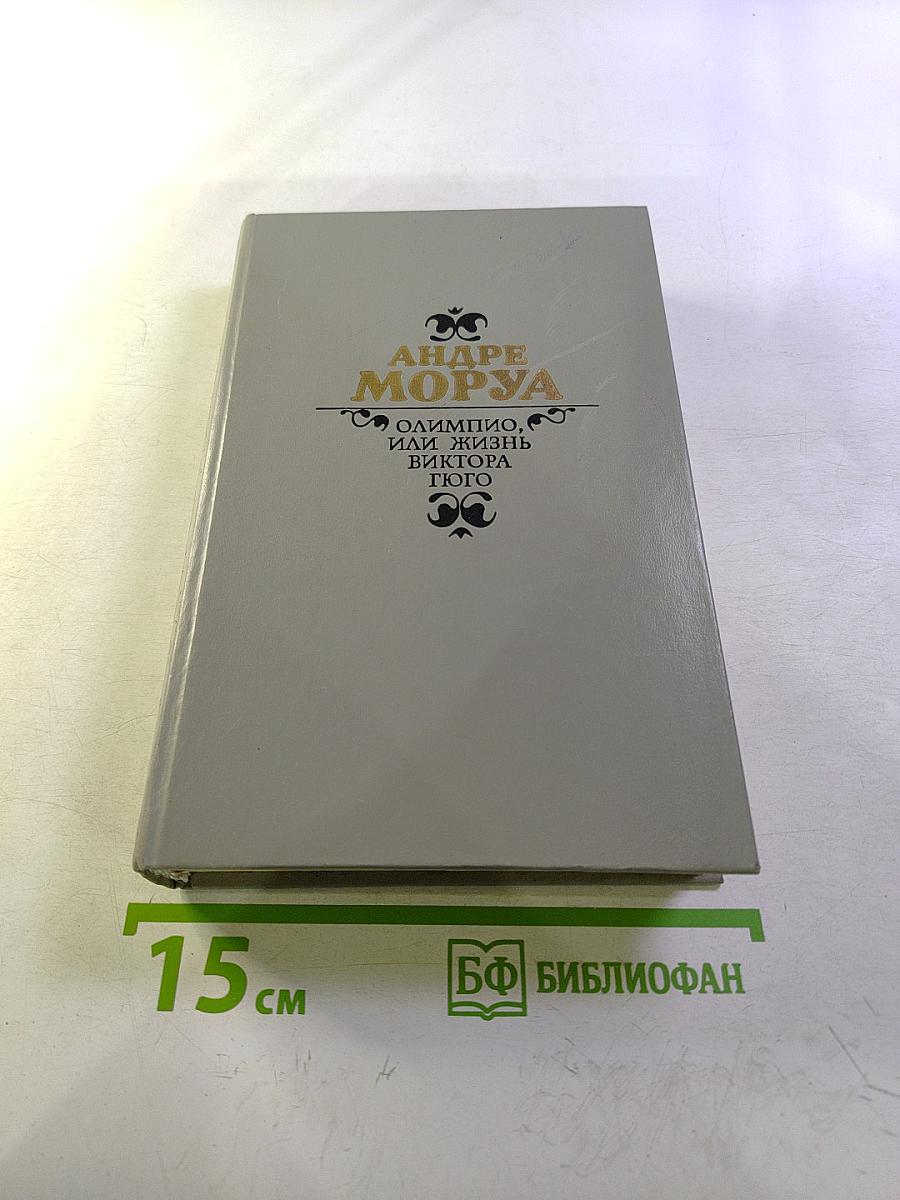 АНДРЕ
МОРУА
ОЛИМПИО,
ИЛИ ЖИЗНЬ
ВИКТОРА
ГЮГО
15 см
БФ БИБЛИОФАН